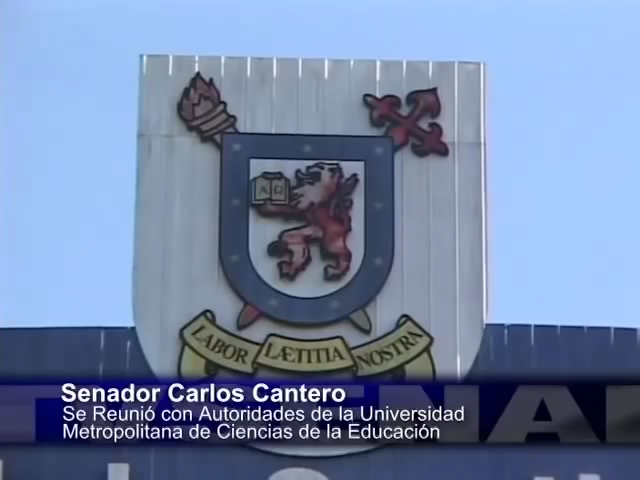 A Ω
LABOR LÆTITIA NOSTRA
Senador Carlos Cantero
Se Reunió con Autoridades de la Universidad
Metropolitana de Ciencias de la Educación